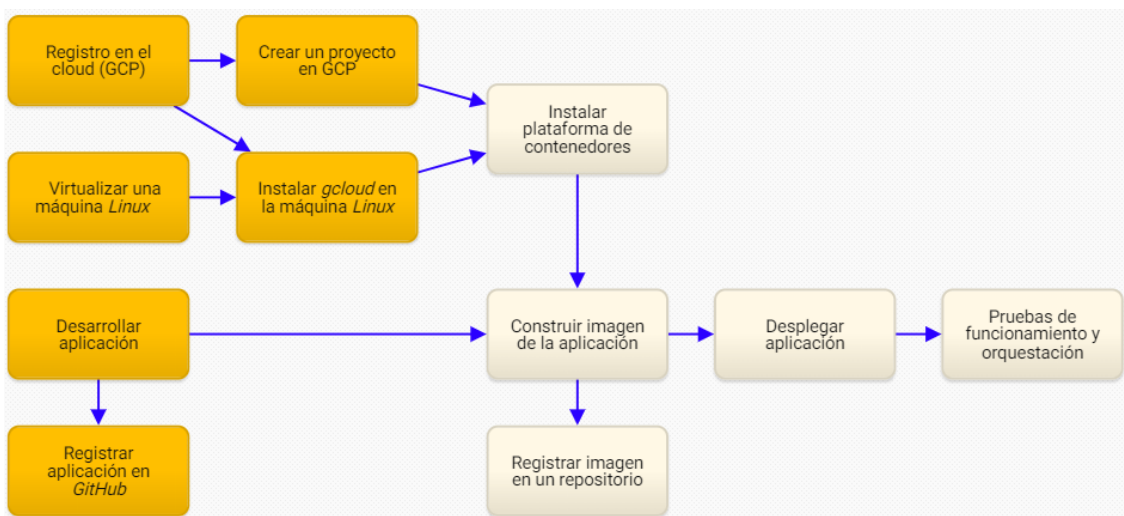 Registro en el
cloud (GCP)
Crear un proyecto
en GCP
Instalar
plataforma de
contenedores
Virtualizar una
máquina Linux
Instalar gcloud en
la máquina Linux
Desarrollar
aplicación
Construir imagen
de la aplicación
Desplegar
aplicación
Pruebas de
funcionamiento y
orquestación
Registrar
aplicación en
GitHub
Registrar imagen
en un repositorio